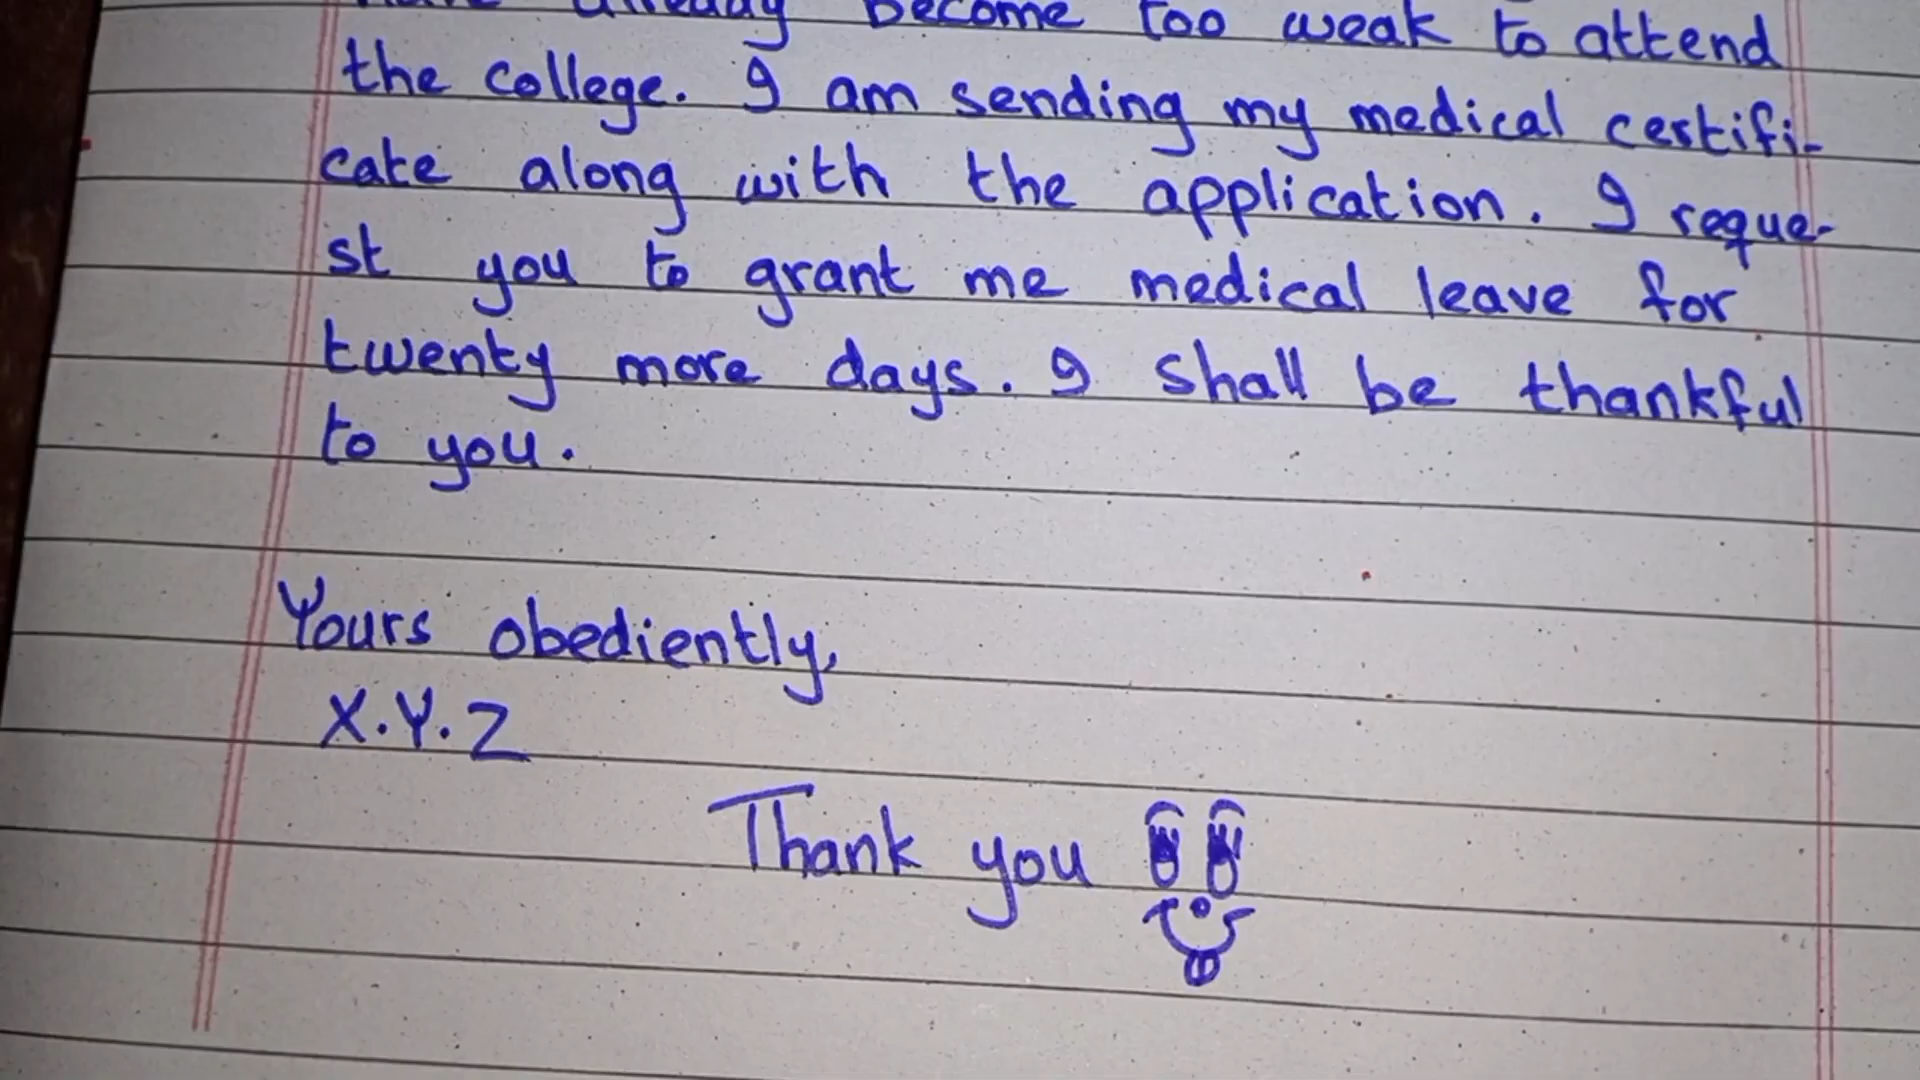 have already become too weak to attend
the college. I am sending my medical certifi-
cate along with the application. I reque-
st you to grant me medical leave for
twenty more days. I shall be thankful
to you.
Yours obediently,
X.Y.Z
Thank you